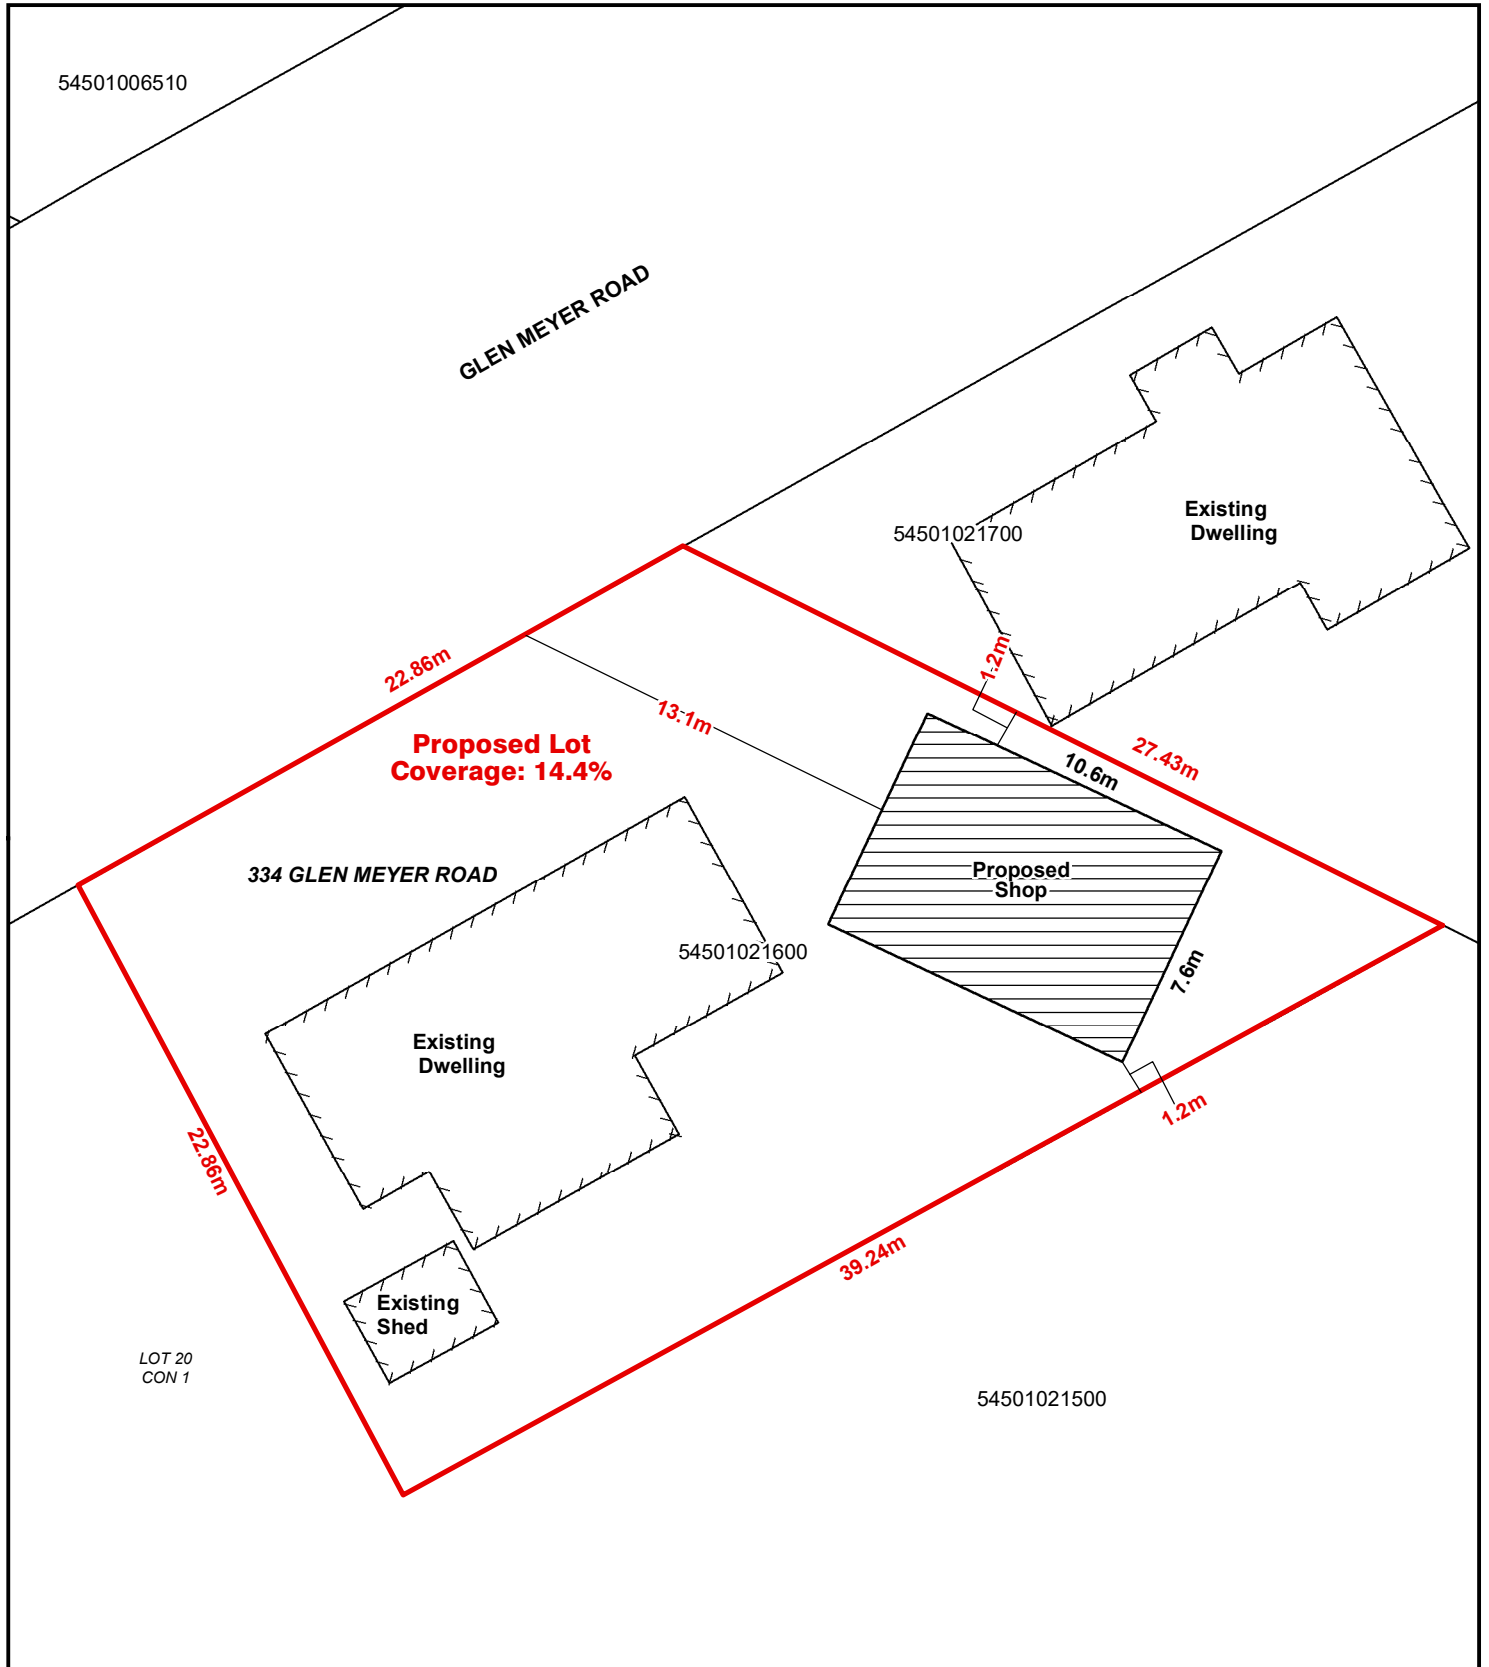 54501006510
GLEN MEYER ROAD
Existing
Dwelling
54501021700
1.2m
22.86m
13.1m
Proposed Lot
Coverage: 14.4%
27.43m
10.6m
334 GLEN MEYER ROAD
Proposed
Shop
54501021600
7.6m
Existing
Dwelling
1.2m
22.86m
39.24m
Existing
Shed
LOT 20
CON 1
54501021500